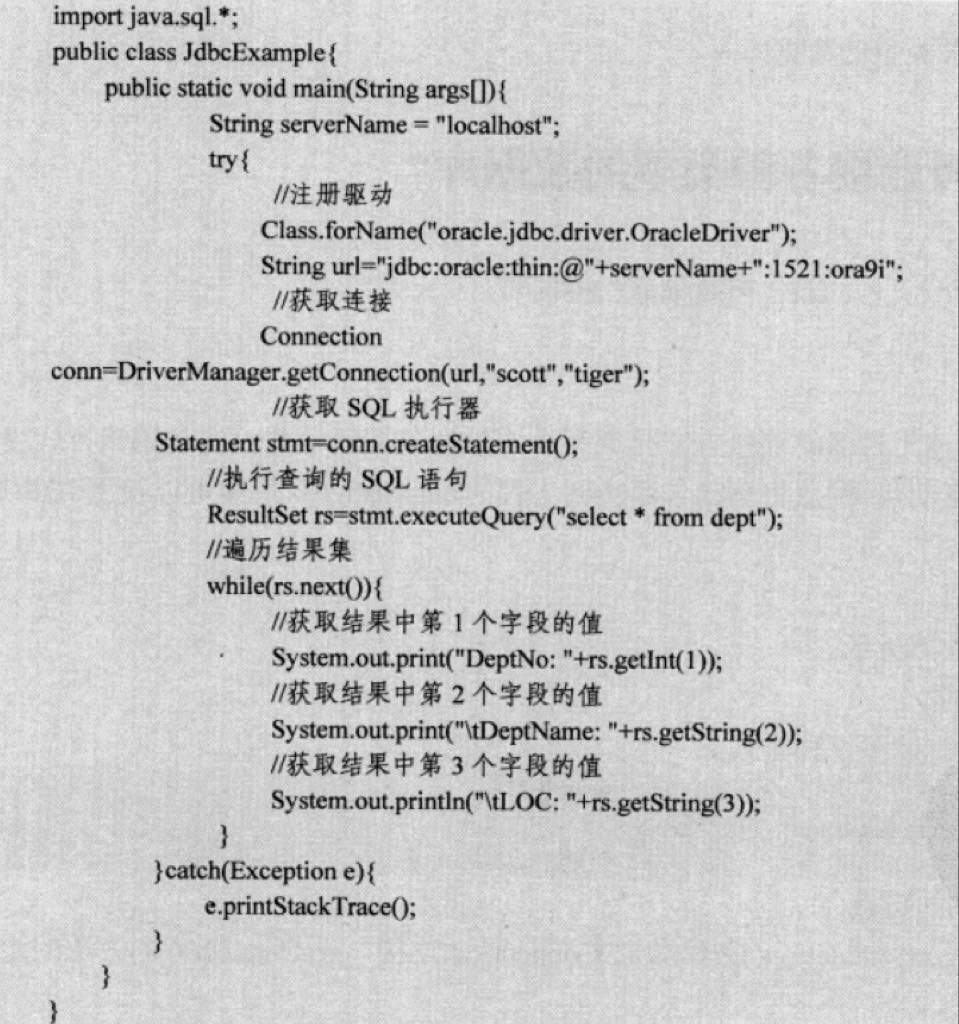 import java.sql.*;
public class JdbcExample{
public static void main(String args[]){
String serverName = "localhost";
try{
//注册驱动
Class.forName("oracle.jdbc.driver.OracleDriver");
String url="jdbc:oracle:thin:@"+serverName+":1521:ora9i";
//获取连接
Connection
conn=DriverManager.getConnection(url,"scott","tiger");
//获取 SQL 执行器
Statement stmt=conn.createStatement();
//执行查询的 SQL 语句
ResultSet rs=stmt.executeQuery("select * from dept");
//遍历结果集
while(rs.next()){
//获取结果中第 1 个字段的值
System.out.print("DeptNo: "+rs.getInt(1));
//获取结果中第 2 个字段的值
System.out.print("\tDeptName: "+rs.getString(2));
//获取结果中第 3 个字段的值
System.out.println("\tLOC: "+rs.getString(3));
}
}catch(Exception e){
e.printStackTrace();
}
}
}